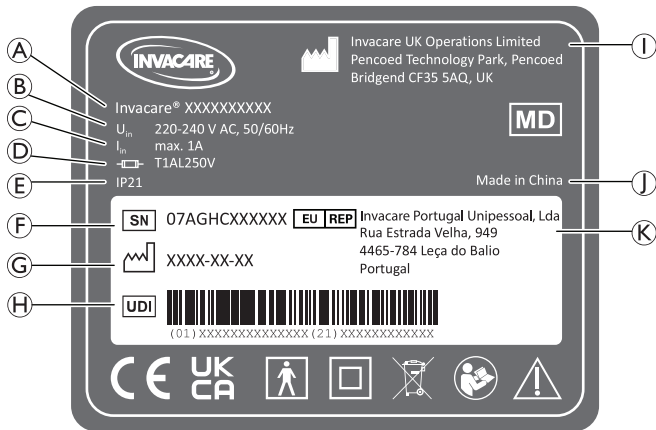 INVACARE
Invacare UK Operations Limited
Pencoed Technology Park, Pencoed
Bridgend CF35 5AQ, UK
Invacare® XXXXXXXXXX
Uin 220-240 V AC, 50/60Hz
Iin max. 1A
T1AL250V
IP21
MD
Made in China
SN 07AGHCXXXXXX
EU REP
Invacare Portugal Unipessoal, Lda
Rua Estrada Velha, 949
4465-784 Leça do Balio
Portugal
XXXX-XX-XX
UDI
(01)XXXXXXXXXXXXXX(21)XXXXXXXXXXXX
CE
UK
CA
A
B
C
D
E
F
G
H
I
J
K